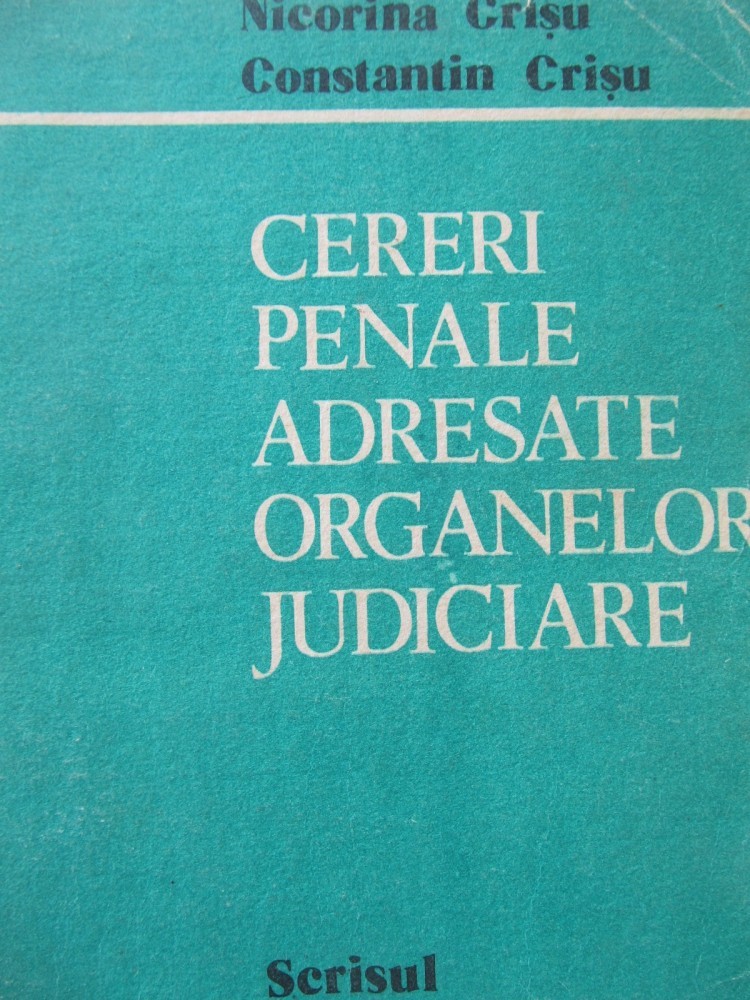 Nicorina Crișu
Constantin Crișu
CERERI
PENALE
ADRESATE
ORGANELOR
JUDICIARE
Scrisul